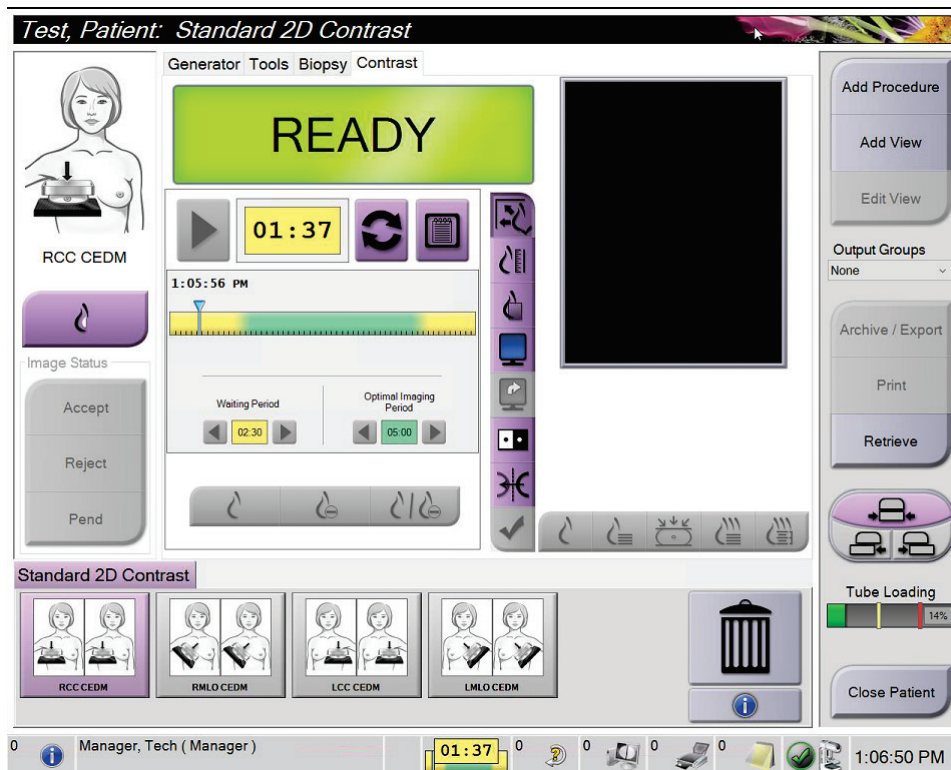 Test, Patient: Standard 2D Contrast
Generator Tools Biopsy Contrast
READY
01:37
1:05:56 PM
Waiting Period
Optimal Imaging
Period
02:30
05:00
RCC CEDM
Image Status
Accept
Reject
Pend
Add Procedure
Add View
Edit View
Output Groups
None
Archive / Export
Print
Retrieve
Tube Loading
14%
Close Patient
Standard 2D Contrast
RCC CEDM
RMLO CEDM
LCC CEDM
LMLO CEDM
0 Manager, Tech ( Manager ) 01:37 0 0 0 0 1:06:50 PM